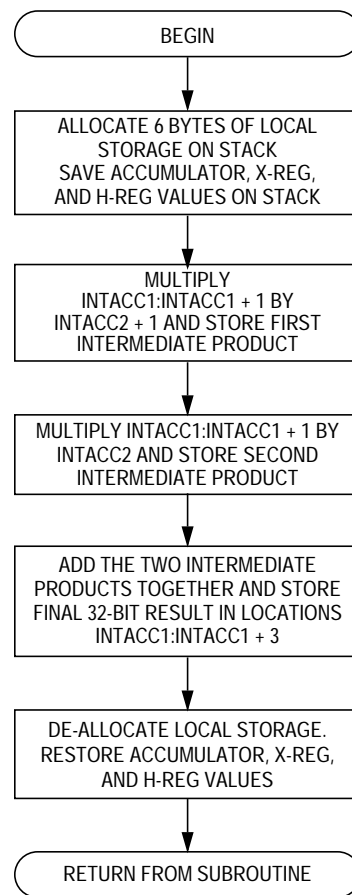 BEGIN
ALLOCATE 6 BYTES OF LOCAL
STORAGE ON STACK
SAVE ACCUMULATOR, X-REG,
AND H-REG VALUES ON STACK
MULTIPLY
INTACC1:INTACC1 + 1 BY
INTACC2 + 1 AND STORE FIRST
INTERMEDIATE PRODUCT
MULTIPLY INTACC1:INTACC1 + 1 BY
INTACC2 AND STORE SECOND
INTERMEDIATE PRODUCT
ADD THE TWO INTERMEDIATE
PRODUCTS TOGETHER AND STORE
FINAL 32-BIT RESULT IN LOCATIONS
INTACC1:INTACC1 + 3
DE-ALLOCATE LOCAL STORAGE.
RESTORE ACCUMULATOR, X-REG,
AND H-REG VALUES
RETURN FROM SUBROUTINE